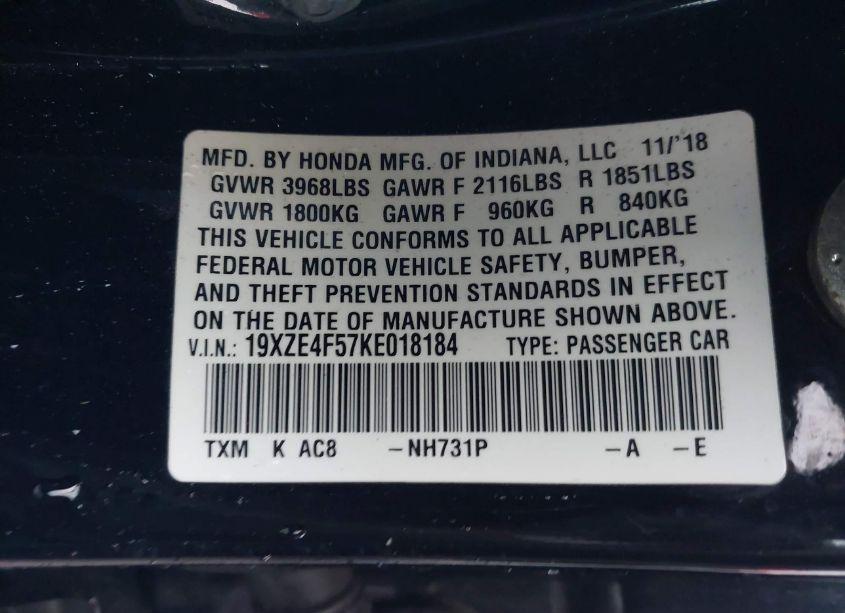 MFD. BY HONDA MFG. OF INDIANA, LLC 11/'18
GVWR 3968LBS GAWR F 2116LBS R 1851LBS
GVWR 1800KG GAWR F 960KG R 840KG
THIS VEHICLE CONFORMS TO ALL APPLICABLE
FEDERAL MOTOR VEHICLE SAFETY, BUMPER,
AND THEFT PREVENTION STANDARDS IN EFFECT
ON THE DATE OF MANUFACTURE SHOWN ABOVE.
V.I.N.: 19XZE4F57KE018184 TYPE: PASSENGER CAR
TXM K AC8 -NH731P -A -E